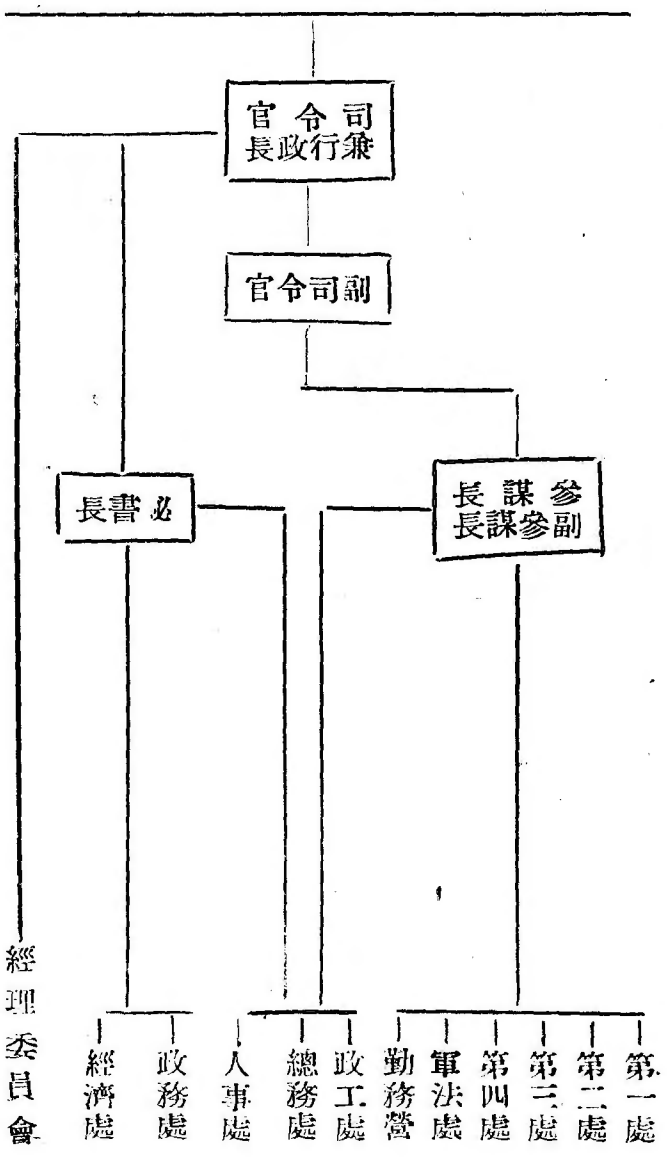 司令官
兼行政長
副司令官
參謀長
副參謀長
必書長
第一處
第二處
第三處
第四處
軍法處
勤務營
政工處
總務處
人事處
政務處
經濟處
經理委員會